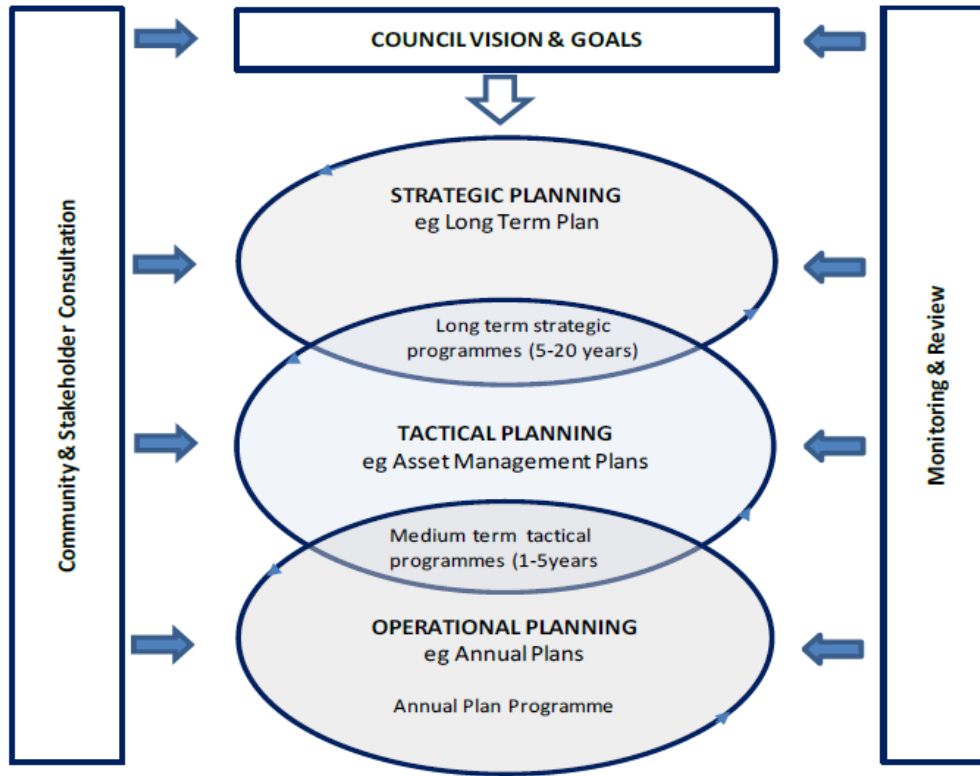 COUNCIL VISION & GOALS
Community & Stakeholder Consultation
STRATEGIC PLANNING
eg Long Term Plan
Long term strategic
programmes (5-20 years)
TACTICAL PLANNING
eg Asset Management Plans
Medium term tactical
programmes (1-5years
OPERATIONAL PLANNING
eg Annual Plans
Annual Plan Programme
Monitoring & Review